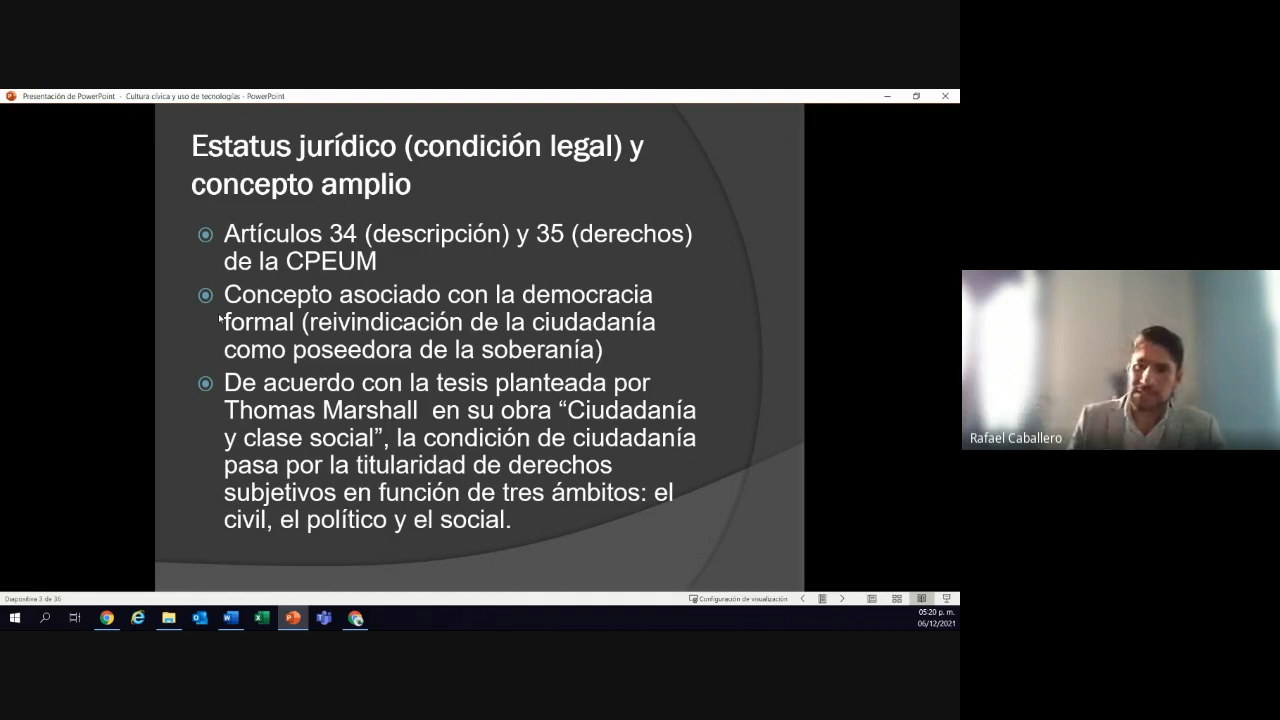 Presentación de PowerPoint - Cultura cívica y uso de tecnologías - PowerPoint
Estatus jurídico (condición legal) y
concepto amplio
Artículos 34 (descripción) y 35 (derechos)
de la CPEUM
Concepto asociado con la democracia
formal (reivindicación de la ciudadanía
como poseedora de la soberanía)
De acuerdo con la tesis planteada por
Thomas Marshall en su obra “Ciudadanía
y clase social”, la condición de ciudadanía
pasa por la titularidad de derechos
subjetivos en función de tres ámbitos: el
civil, el político y el social.
Rafael Caballero
Diapositiva 3 de 36
Configuración de visualización
05:20 p. m.
06/12/2021